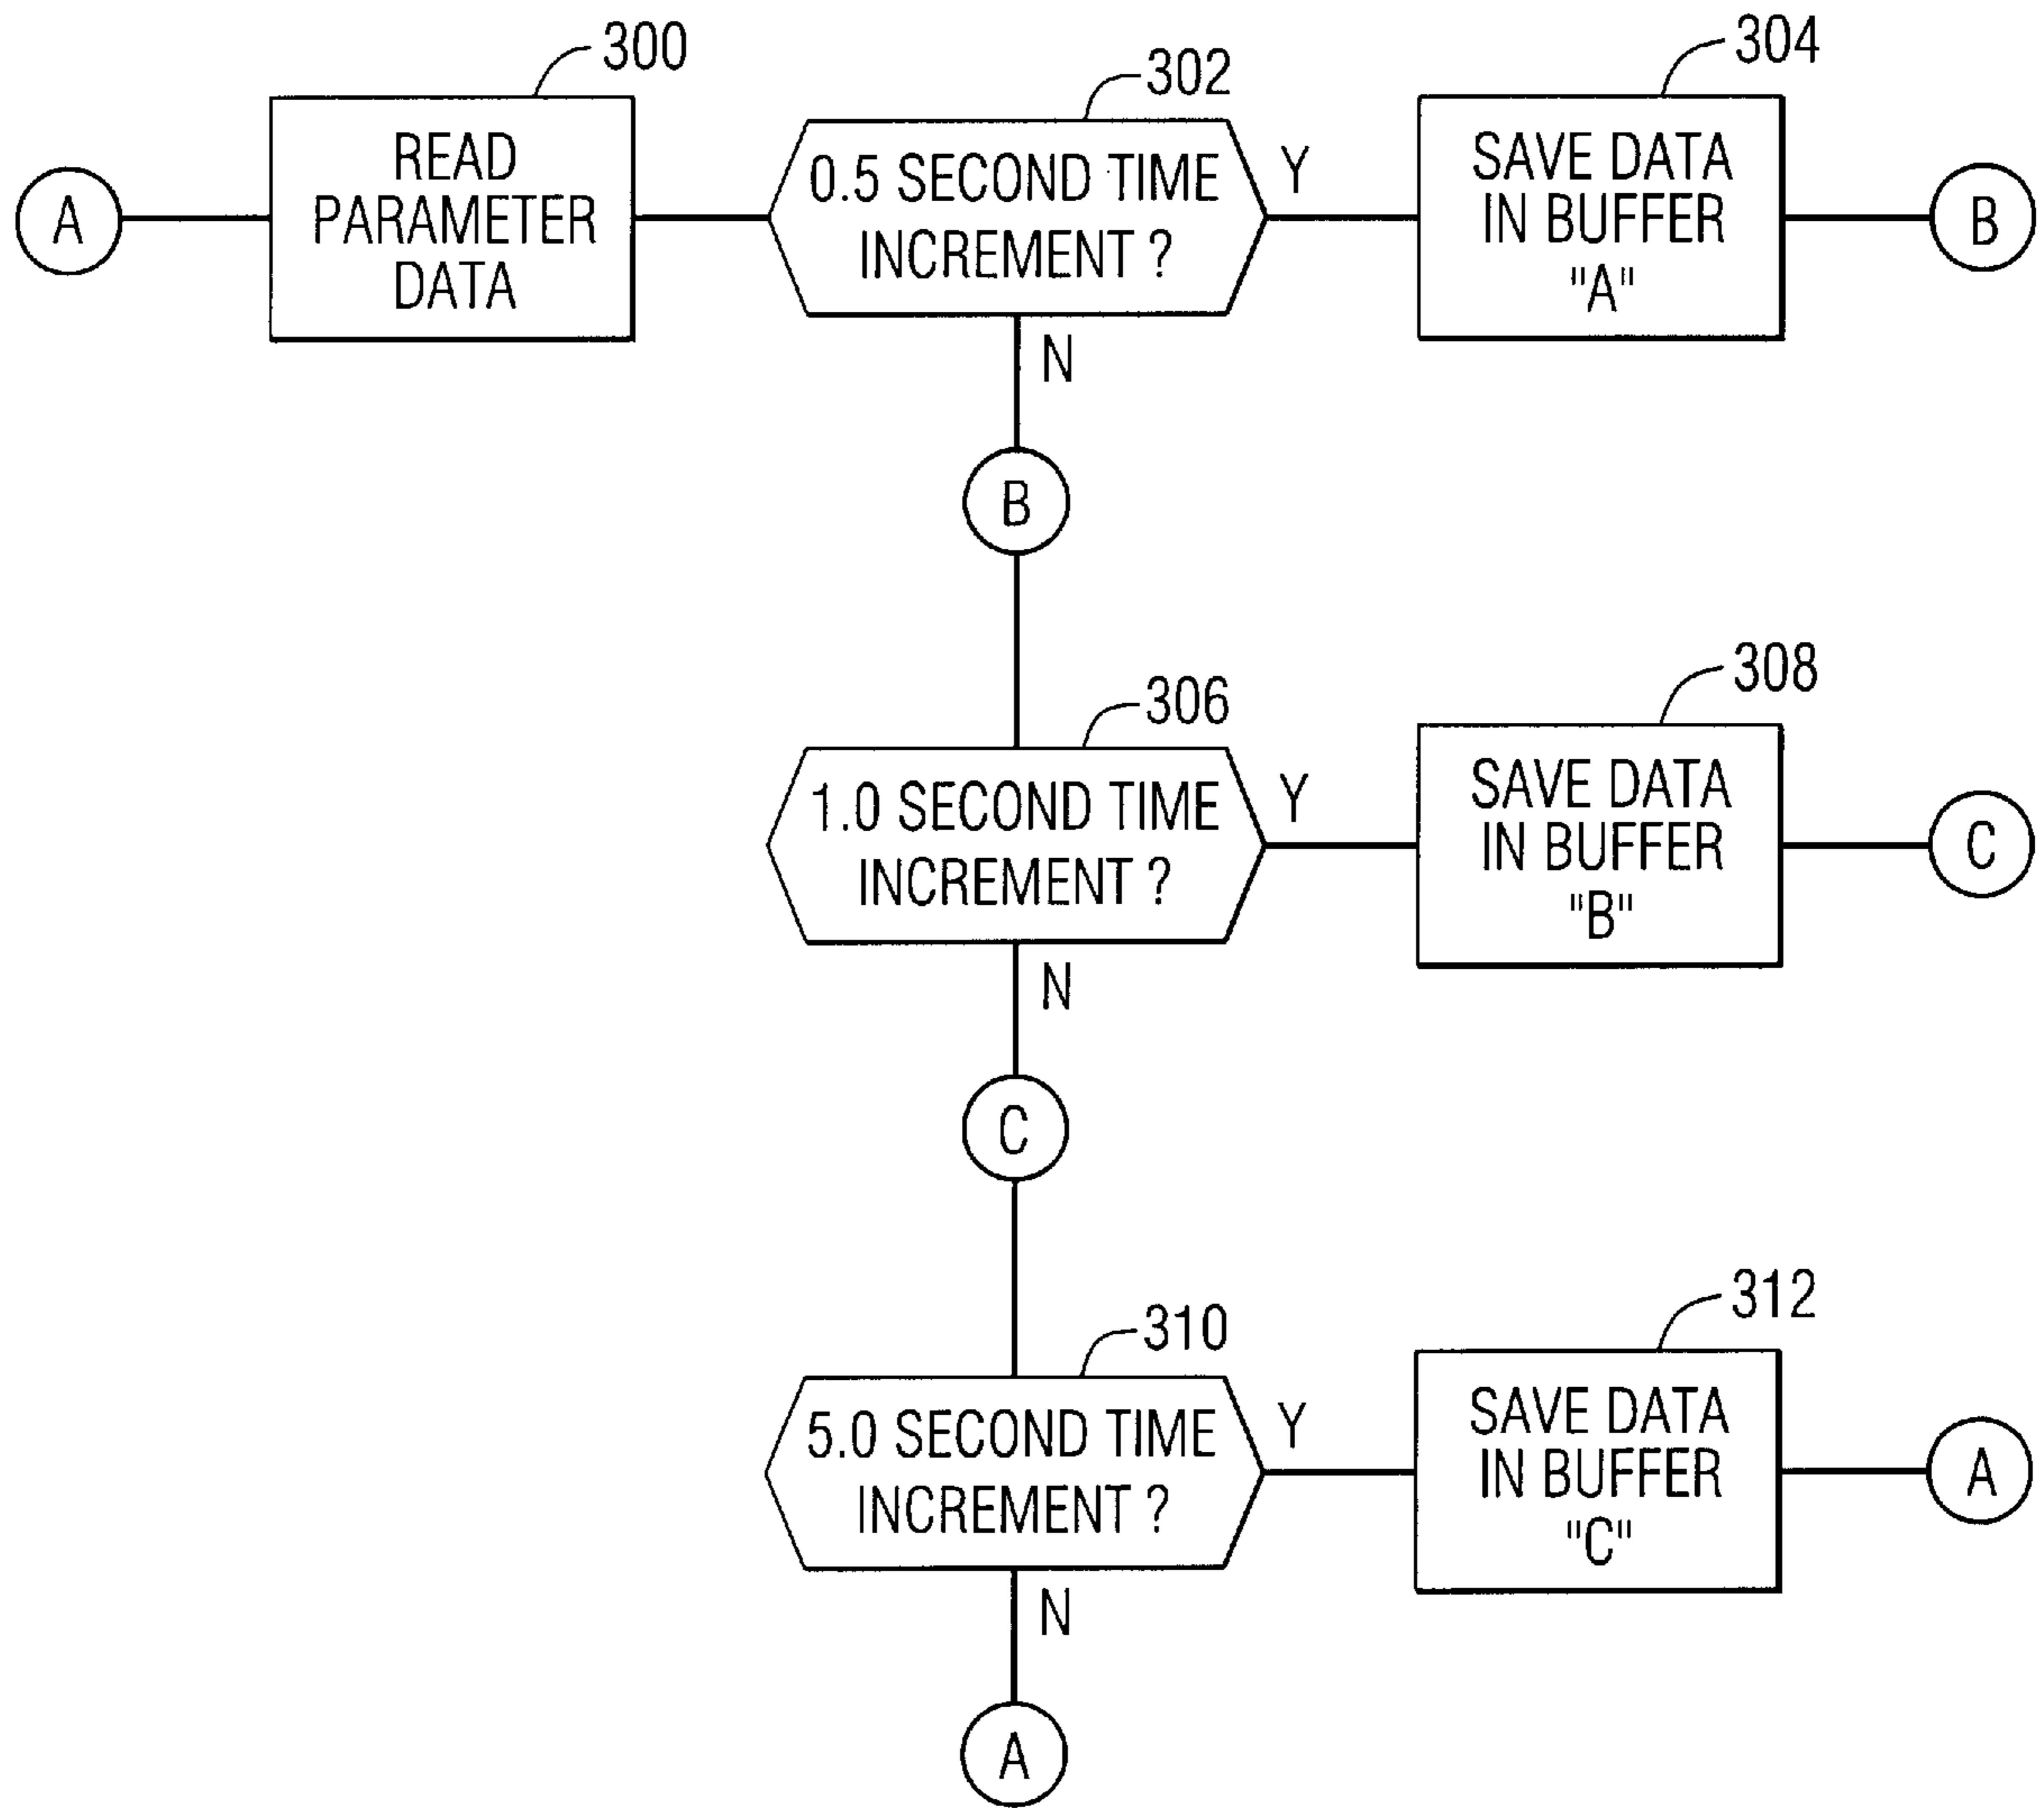 300
302
304
A
READ
PARAMETER
DATA
0.5 SECOND TIME
INCREMENT ?
Y
SAVE DATA
IN BUFFER
"A"
B
N
B
306
308
1.0 SECOND TIME
INCREMENT ?
Y
SAVE DATA
IN BUFFER
"B"
C
N
C
310
312
5.0 SECOND TIME
INCREMENT ?
Y
SAVE DATA
IN BUFFER
"C"
A
N
A